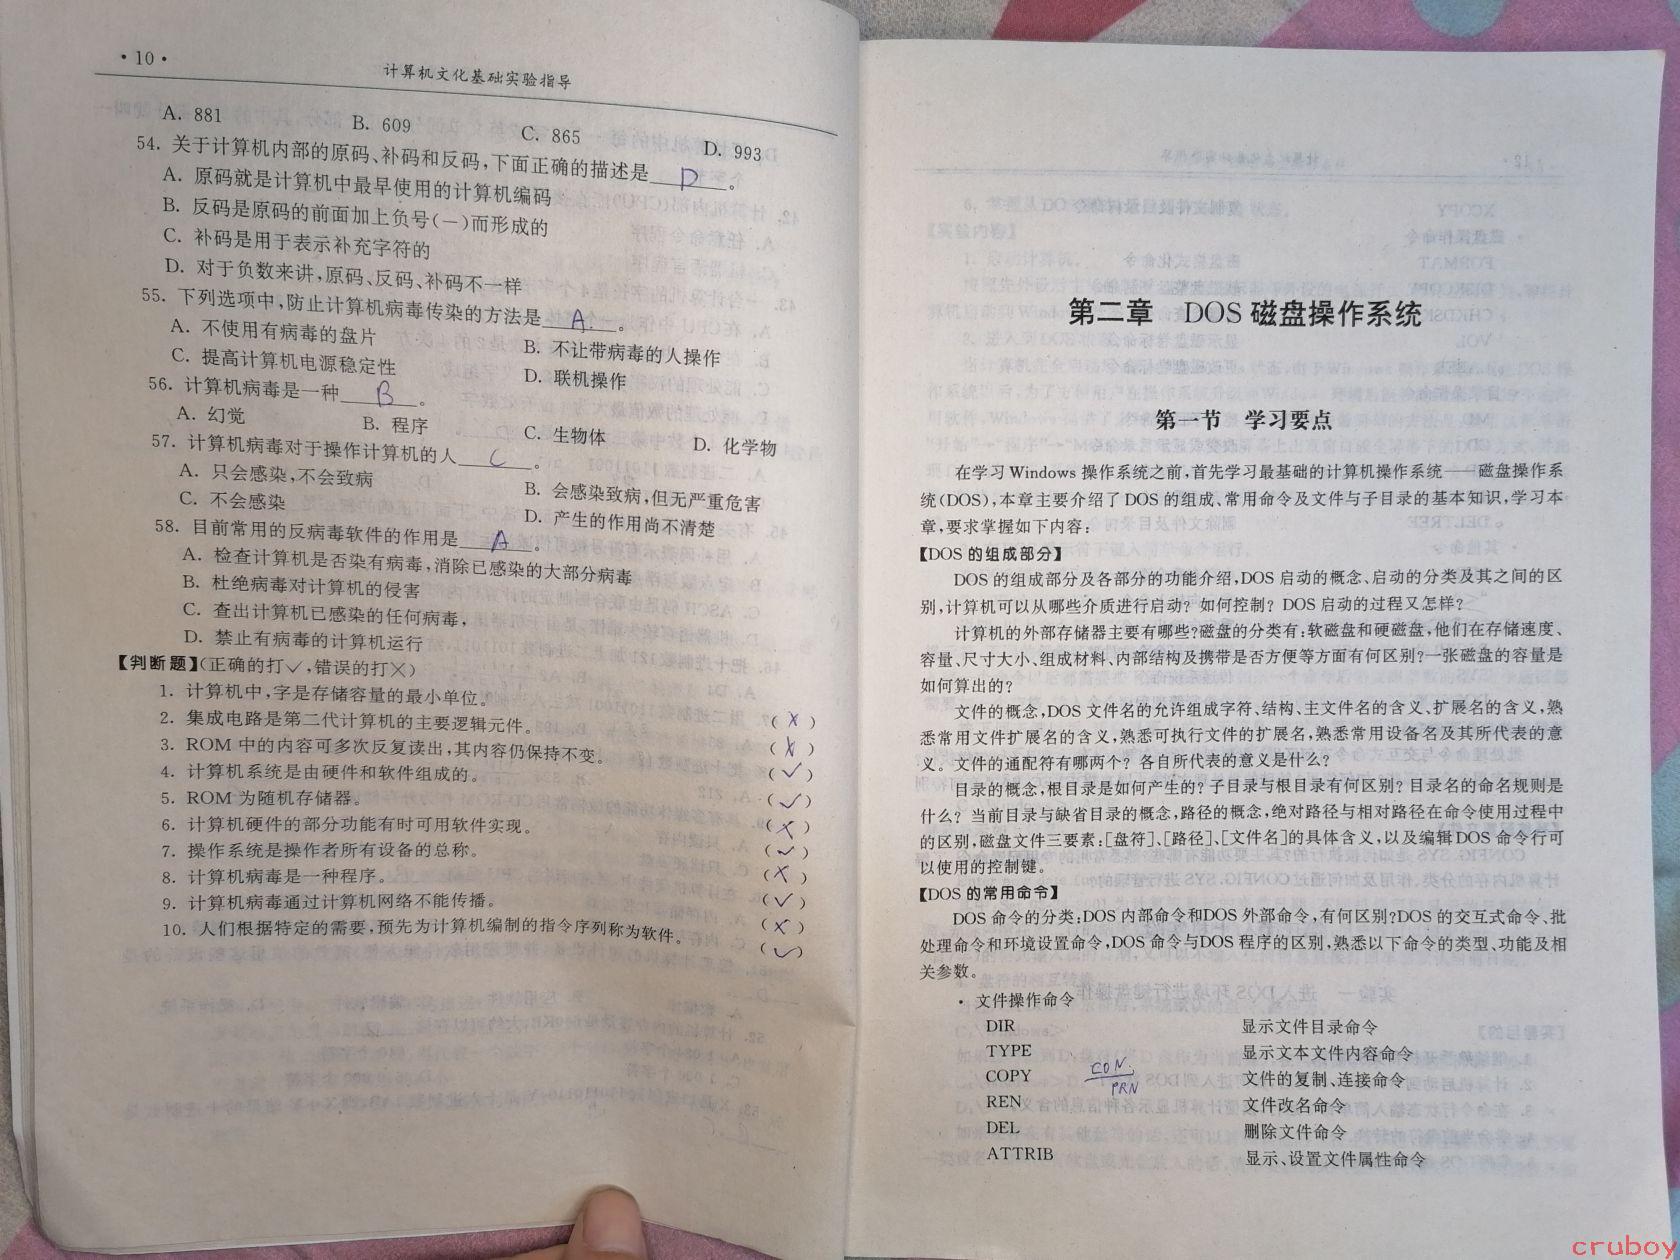 ·10·
计算机文化基础实验指导
A. 881 B. 609 C. 865 D. 993
54. 关于计算机内部的原码、补码和反码,下面正确的描述是 D 。
A. 原码就是计算机中最早使用的计算机编码
B. 反码是原码的前面加上负号(—)而形成的
C. 补码是用于表示补充字符的
D. 对于负数来讲,原码、反码、补码不一样
55. 下列选项中,防止计算机病毒传染的方法是 A. 。
A. 不使用有病毒的盘片 B. 不让带病毒的人操作
C. 提高计算机电源稳定性 D. 联机操作
56. 计算机病毒是一种 B 。
A. 幻觉 B. 程序 C. 生物体 D. 化学物
57. 计算机病毒对于操作计算机的人 C 。
A. 只会感染,不会致病 B. 会感染致病,但无严重危害
C. 不会感染 D. 产生的作用尚不清楚
58. 目前常用的反病毒软件的作用是 A 。
A. 检查计算机是否染有病毒,消除已感染的大部分病毒
B. 杜绝病毒对计算机的侵害
C. 查出计算机已感染的任何病毒,
D. 禁止有病毒的计算机运行
【判断题】(正确的打✓,错误的打×)
1. 计算机中,字是存储容量的最小单位。 (×)
2. 集成电路是第二代计算机的主要逻辑元件。 (×)
3. ROM 中的内容可多次反复读出,其内容仍保持不变。 (✓)
4. 计算机系统是由硬件和软件组成的。 (✓)
5. ROM 为随机存储器。 (×)
6. 计算机硬件的部分功能有时可用软件实现。 (✓)
7. 操作系统是操作者所有设备的总称。 (×)
8. 计算机病毒是一种程序。 (✓)
9. 计算机病毒通过计算机网络不能传播。 (×)
10. 人们根据特定的需要,预先为计算机编制的指令序列称为软件。 (✓)
第二章 DOS 磁盘操作系统
第一节 学习要点
在学习 Windows 操作系统之前,首先学习最基础的计算机操作系统——磁盘操作系
统(DOS),本章主要介绍了 DOS 的组成、常用命令及文件与子目录的基本知识,学习本
章,要求掌握如下内容:
【DOS 的组成部分】
DOS 的组成部分及各部分的功能介绍,DOS 启动的概念、启动的分类及其之间的区
别,计算机可以从哪些介质进行启动? 如何控制? DOS 启动的过程又怎样?
计算机的外部存储器主要有哪些?磁盘的分类有:软磁盘和硬磁盘,他们在存储速度、
容量、尺寸大小、组成材料、内部结构及携带是否方便等方面有何区别?一张磁盘的容量是
如何算出的?
文件的概念,DOS 文件名的允许组成字符、结构、主文件名的含义、扩展名的含义,熟
悉常用文件扩展名的含义,熟悉可执行文件的扩展名,熟悉常用设备名及其所代表的意
义。文件的通配符有哪两个? 各自所代表的意义是什么?
目录的概念,根目录是如何产生的? 子目录与根目录有何区别? 目录名的命名规则是
什么? 当前目录与缺省目录的概念,路径的概念,绝对路径与相对路径在命令使用过程中
的区别,磁盘文件三要素:[盘符]、[路径]、[文件名]的具体含义,以及编辑 DOS 命令行可
以使用的控制键。
【DOS 的常用命令】
DOS 命令的分类:DOS 内部命令和DOS 外部命令,有何区别?DOS 的交互式命令、批
处理命令和环境设置命令,DOS 命令与DOS 程序的区别,熟悉以下命令的类型、功能及相
关参数。
· 文件操作命令
DIR 显示文件目录命令
TYPE 显示文本文件内容命令
COPY CON. 文件的复制、连接命令
PRN
REN 文件改名命令
DEL 删除文件命令
ATTRIB 显示、设置文件属性命令
cruboy